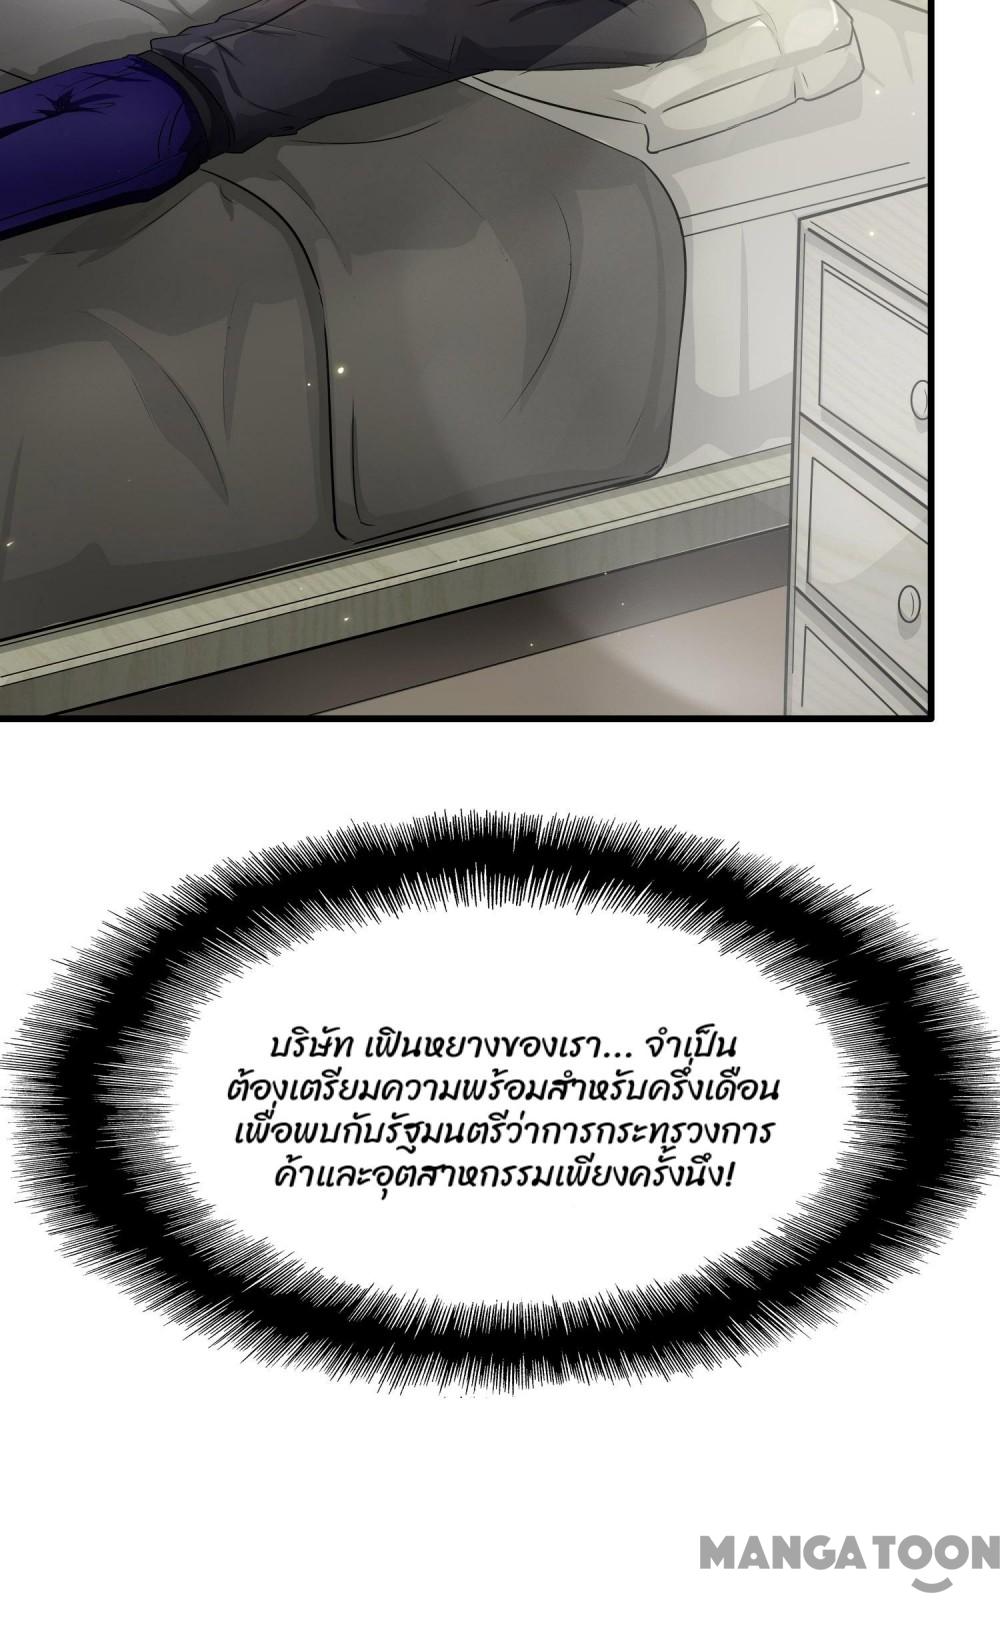 บริษัท เฟินหยางของเรา... จำเป็น
ต้องเตรียมความพร้อมสำหรับครึ่งเดือน
เพื่อพบกับรัฐมนตรีว่าการกระทรวงการ
ค้าและอุตสาหกรรมเพียงครั้งนึง!
MANGATOON